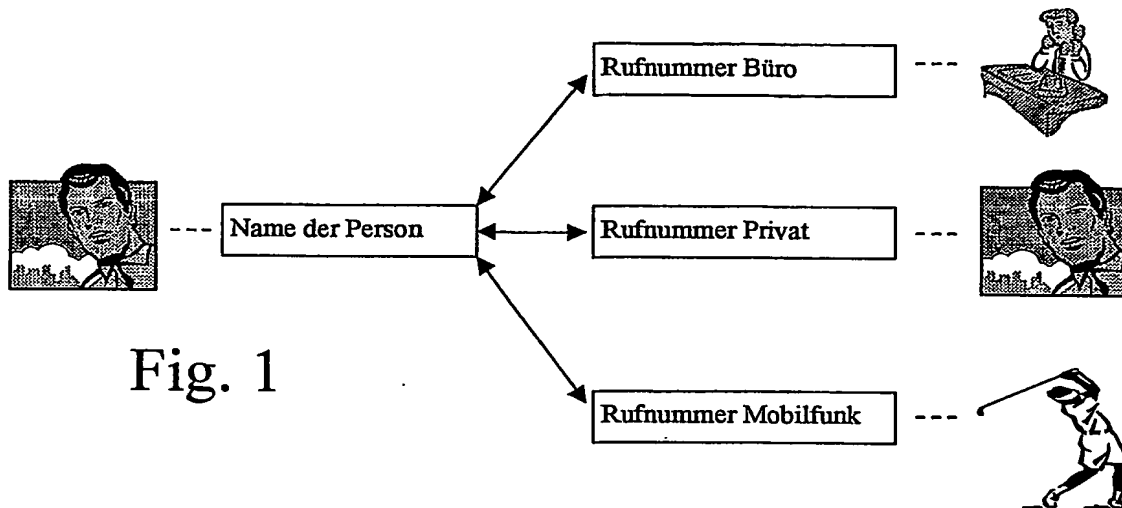 Rufnummer Büro
Name der Person
Rufnummer Privat
Fig. 1
Rufnummer Mobilfunk